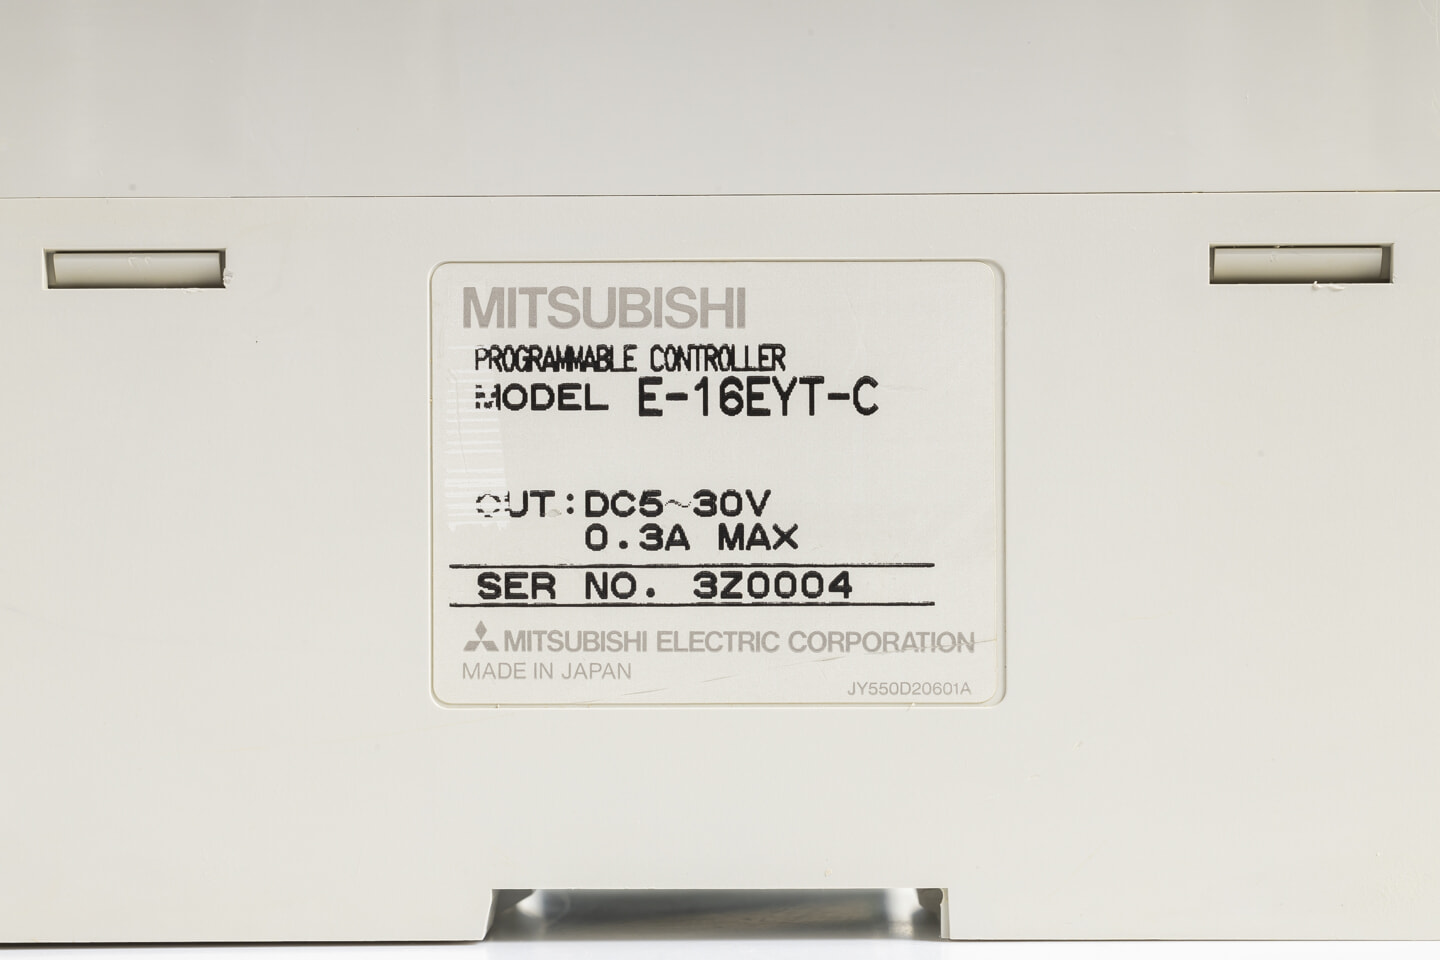 MITSUBISHI
PROGRAMMABLE CONTROLLER
MODEL E-16EYT-C
OUT:DC5~30V
0.3A MAX
SER NO. 3Z0004
MITSUBISHI ELECTRIC CORPORATION
MADE IN JAPAN
JY550D20601A